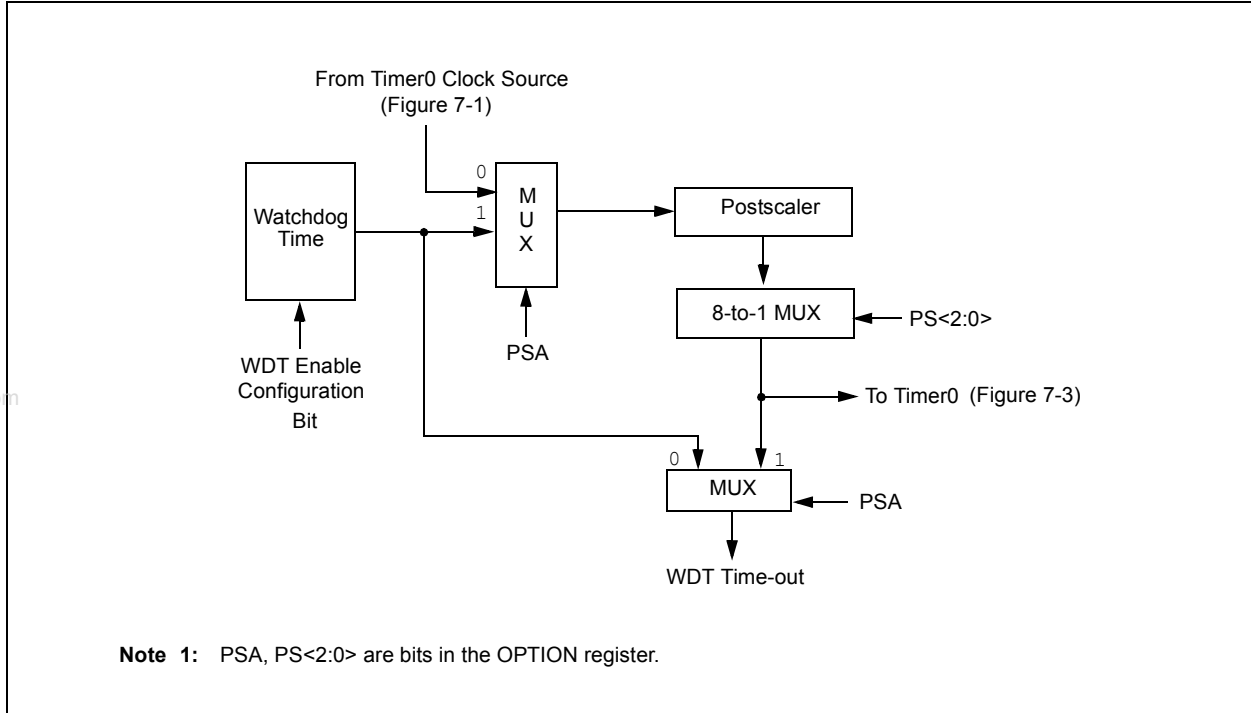 From Timer0 Clock Source
(Figure 7-1)
0
1
M
U
X
Watchdog
Time
Postscaler
8-to-1 MUX
PS<2:0>
PSA
WDT Enable
Configuration
Bit
om
To Timer0 (Figure 7-3)
0
1
MUX
PSA
WDT Time-out
Note 1: PSA, PS<2:0> are bits in the OPTION register.